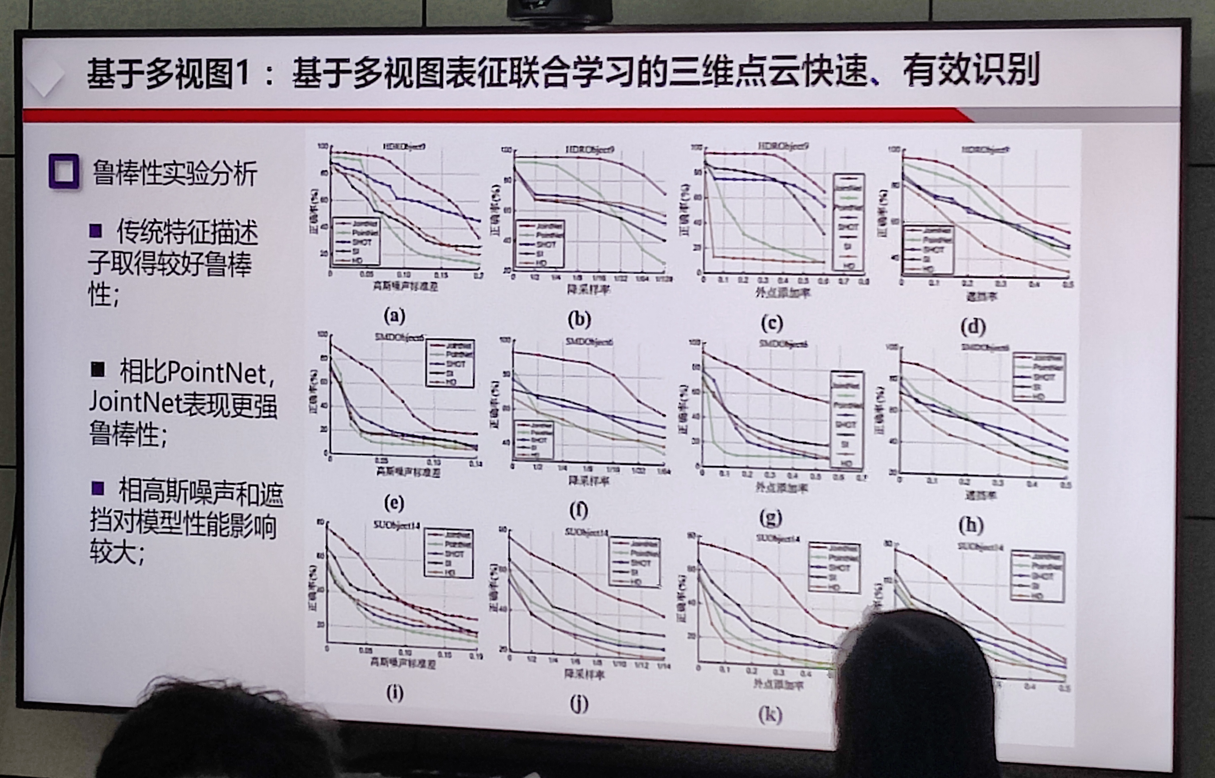 基于多视图1：基于多视图表征联合学习的三维点云快速、有效识别
鲁棒性实验分析
传统特征描述
子取得较好鲁棒
性；
相比PointNet，
JointNet表现更强
鲁棒性；
相高斯噪声和遮
挡对模型性能影响
较大；
HDRObject9
正确率(%)
JointNet
PointNet
SHOT
SI
HD
高斯噪声标准差
(a)
HDRObject9
正确率(%)
JointNet
PointNet
SHOT
SI
HD
降采样率
(b)
HDRObject9
正确率(%)
JointNet
PointNet
SHOT
SI
HD
外点添加率
(c)
HDRObject9
正确率(%)
JointNet
PointNet
SHOT
SI
HD
遮挡率
(d)
SMDObject6
正确率(%)
JointNet
PointNet
SHOT
SI
HD
高斯噪声标准差
(e)
SMDObject6
正确率(%)
JointNet
PointNet
SHOT
SI
HD
降采样率
(f)
SMDObject6
正确率(%)
JointNet
PointNet
SHOT
SI
HD
外点添加率
(g)
SMDObject6
正确率(%)
JointNet
PointNet
SHOT
SI
HD
遮挡率
(h)
SUObject14
正确率(%)
JointNet
PointNet
SHOT
SI
HD
高斯噪声标准差
(i)
SUObject14
正确率(%)
JointNet
PointNet
SHOT
SI
HD
降采样率
(j)
SUObject14
正确率(%)
JointNet
PointNet
SHOT
SI
HD
外点添加率
(k)
SUObject14
JointNet
PointNet
SHOT
SI
HD